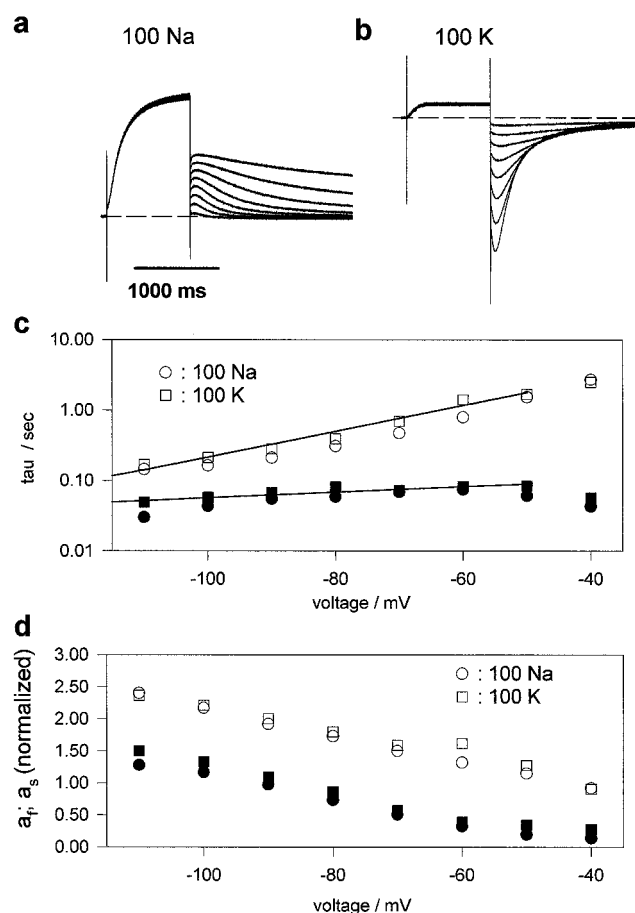 a
100 Na
1000 ms
b
100 K
c
10.00
1.00
0.10
0.01
tau / sec
○ : 100 Na
□ : 100 K
-100
-80
-60
-40
voltage / mV
d
3.00
2.50
2.00
1.50
1.00
0.50
0.00
a_f; a_s (normalized)
○ : 100 Na
□ : 100 K
-100
-80
-60
-40
voltage / mV